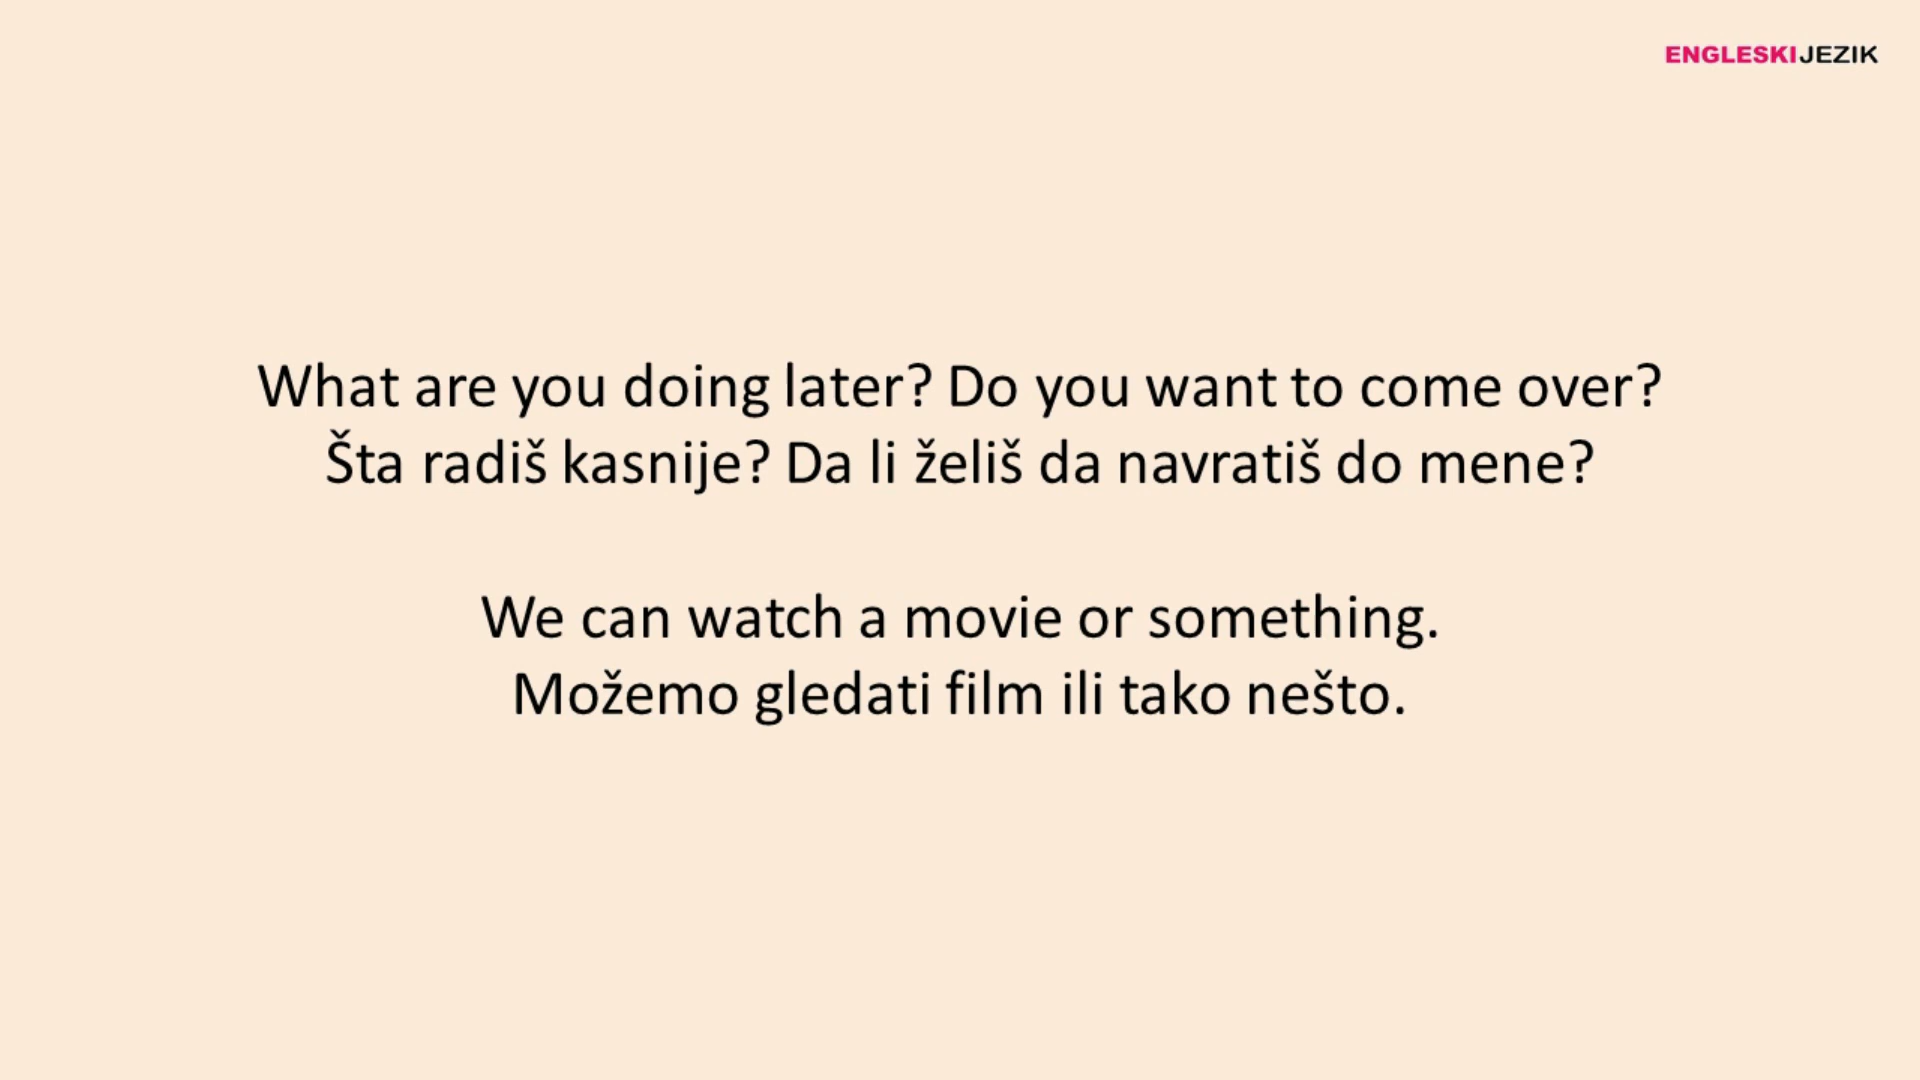 ENGLESKIJEZIK
What are you doing later? Do you want to come over?
Šta radiš kasnije? Da li želiš da navratiš do mene?
We can watch a movie or something.
Možemo gledati film ili tako nešto.